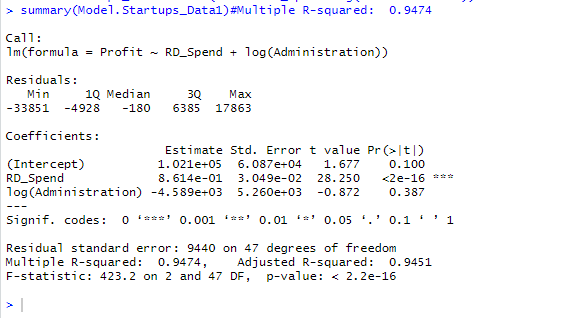 > summary(Model.Startups_Data1)#Multiple R-squared:  0.9474
Call:
lm(formula = Profit ~ RD_Spend + log(Administration))
Residuals:
   Min     1Q Median     3Q    Max
-33851  -4928   -180   6385  17863
Coefficients:
                      Estimate Std. Error t value Pr(>|t|)
(Intercept)          1.021e+05  6.087e+04   1.677    0.100
RD_Spend             8.614e-01  3.049e-02  28.250   <2e-16 ***
log(Administration) -4.589e+03  5.260e+03  -0.872    0.387
---
Signif. codes:  0 ‘***’ 0.001 ‘**’ 0.01 ‘*’ 0.05 ‘.’ 0.1 ‘ ’ 1
Residual standard error: 9440 on 47 degrees of freedom
Multiple R-squared:  0.9474,    Adjusted R-squared:  0.9451
F-statistic: 423.2 on 2 and 47 DF,  p-value: < 2.2e-16
>